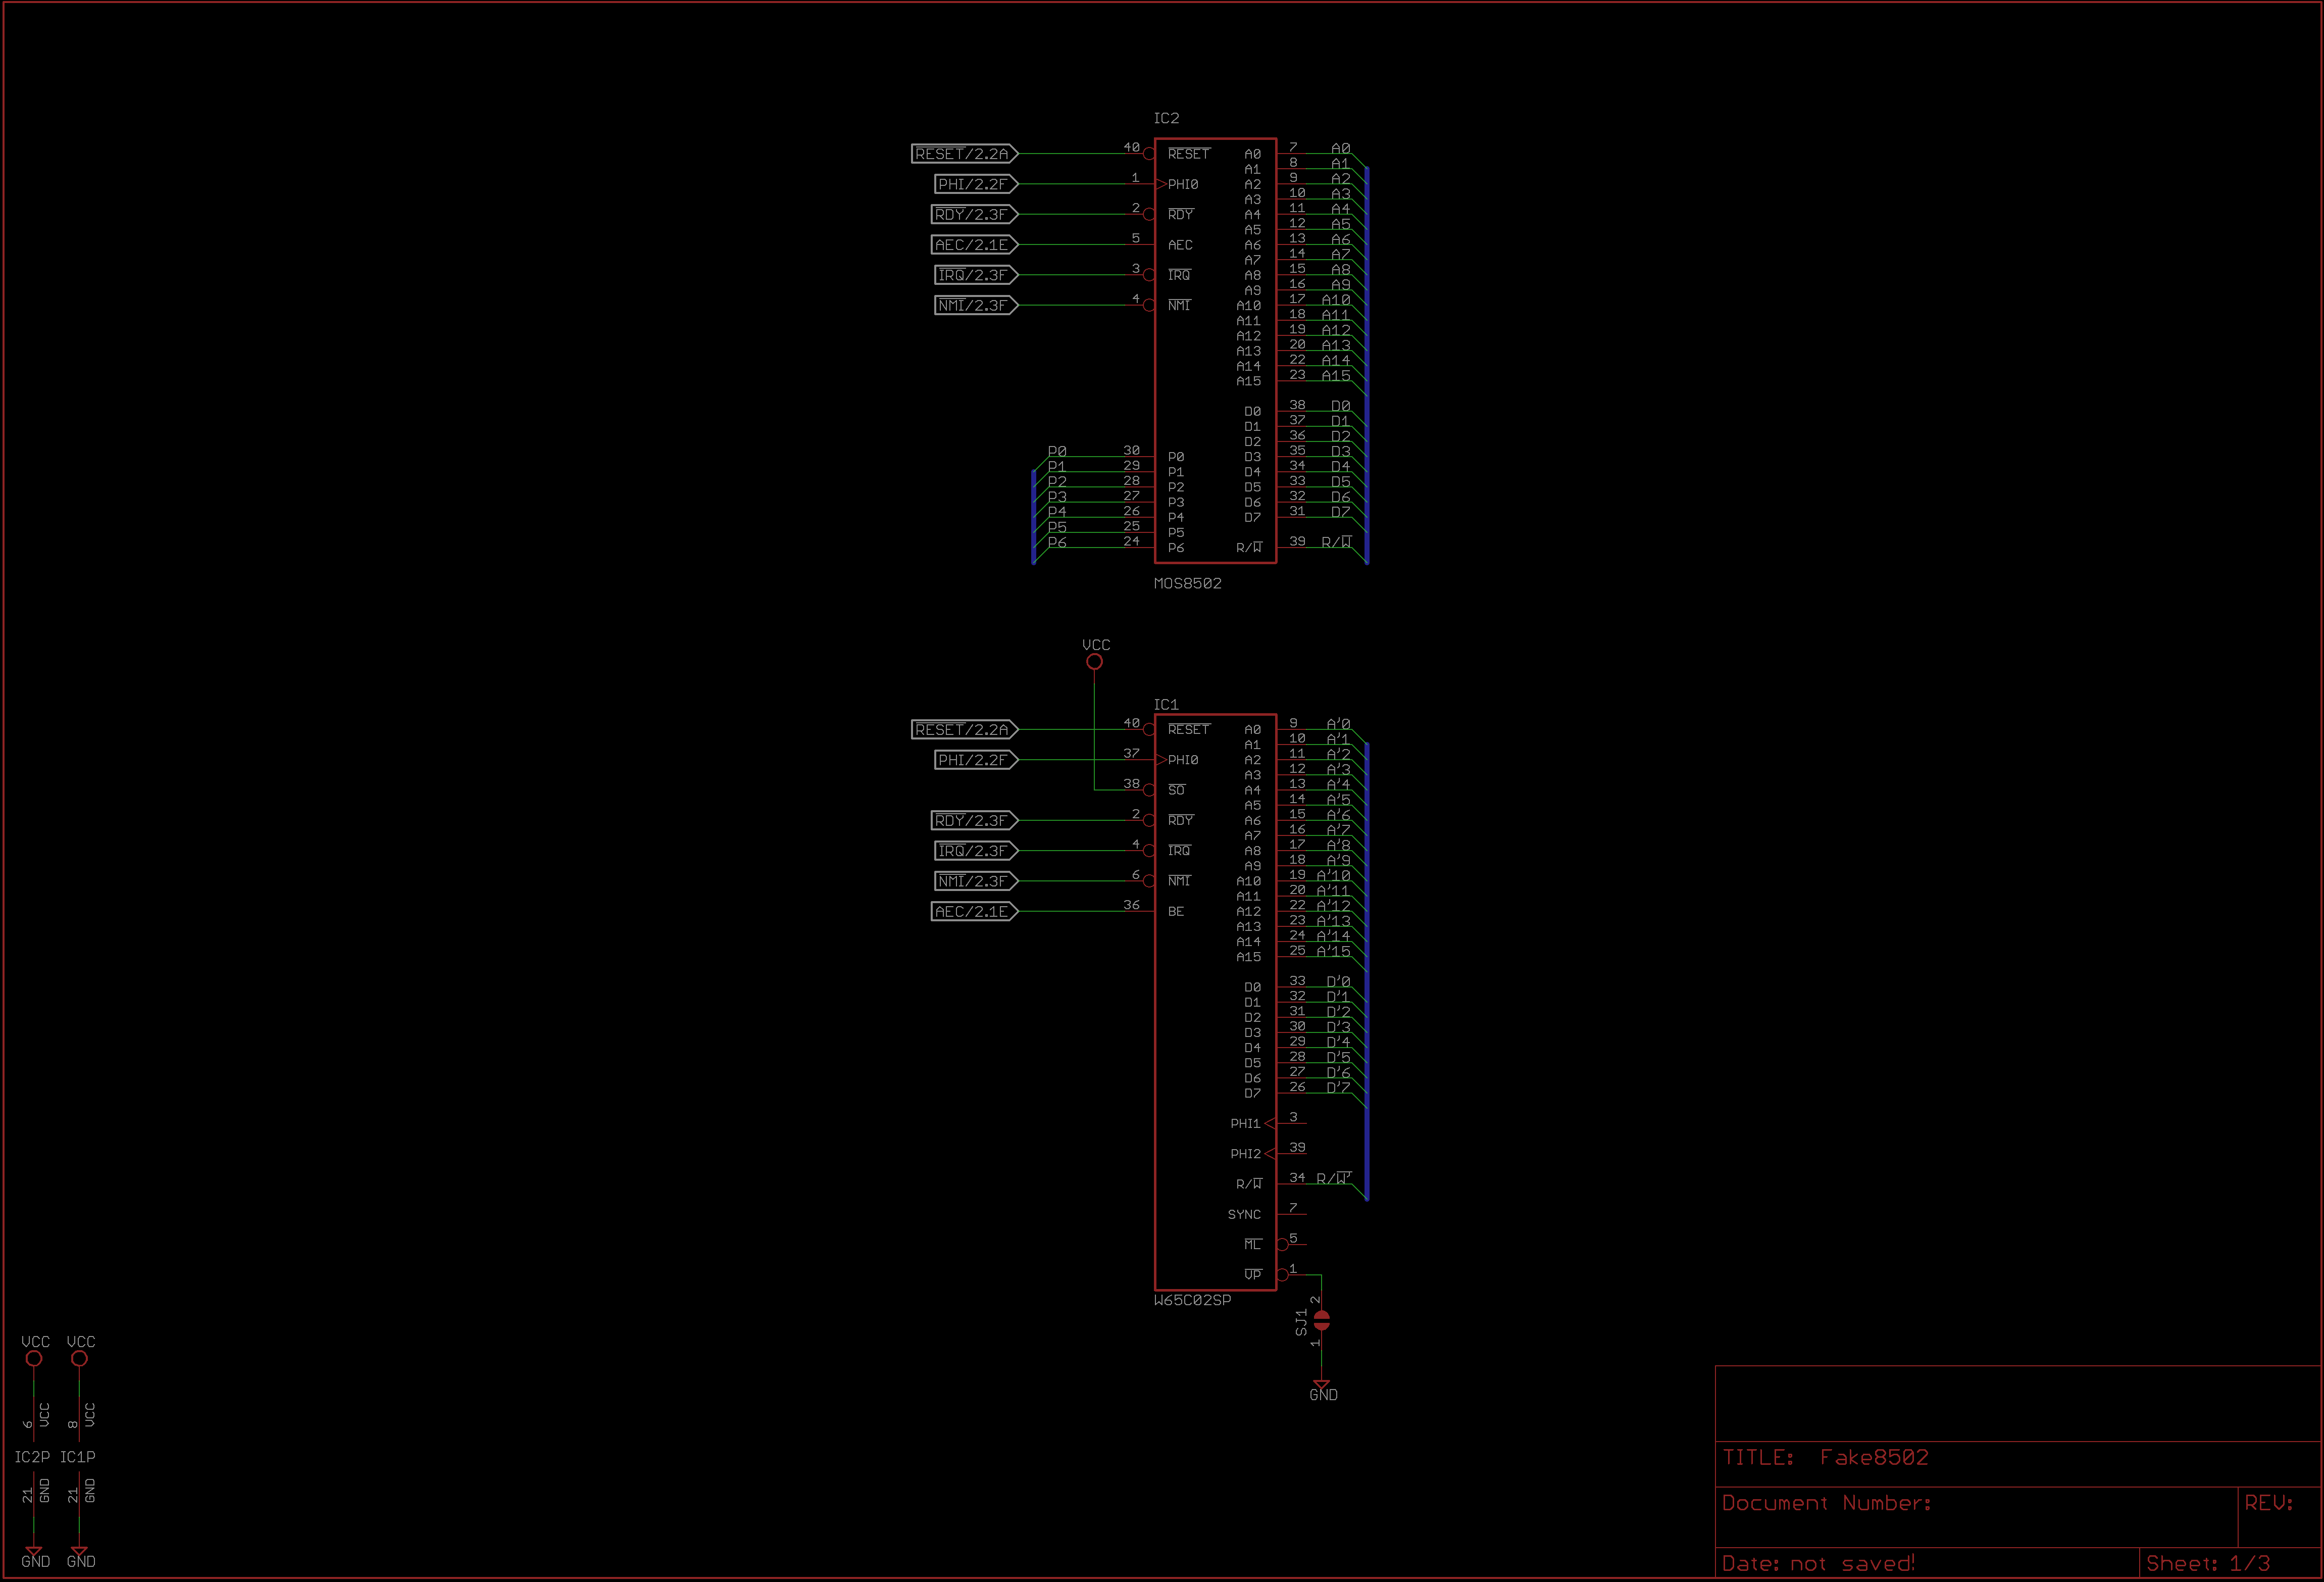 IC2
RESET/2.2A 40 RESET A0 7 A0
A1 8 A1
PHI/2.2F 1 PHI0 A2 9 A2
A3 10 A3
RDY/2.3F 2 RDY A4 11 A4
A5 12 A5
AEC/2.1E 5 AEC A6 13 A6
A7 14 A7
IRQ/2.3F 3 IRQ A8 15 A8
A9 16 A9
NMI/2.3F 4 NMI A10 17 A10
A11 18 A11
A12 19 A12
A13 20 A13
A14 22 A14
A15 23 A15
D0 38 D0
D1 37 D1
D2 36 D2
P0 30 P0 D3 35 D3
P1 29 P1 D4 34 D4
P2 28 P2 D5 33 D5
P3 27 P3 D6 32 D6
P4 26 P4 D7 31 D7
P5 25 P5
P6 24 P6 R/W 39 R/W
MOS8502
VCC
IC1
RESET/2.2A 40 RESET A0 9 A'0
A1 10 A'1
PHI/2.2F 37 PHI0 A2 11 A'2
A3 12 A'3
38 SO A4 13 A'4
A5 14 A'5
RDY/2.3F 2 RDY A6 15 A'6
A7 16 A'7
IRQ/2.3F 4 IRQ A8 17 A'8
A9 18 A'9
NMI/2.3F 6 NMI A10 19 A'10
A11 20 A'11
AEC/2.1E 36 BE A12 22 A'12
A13 23 A'13
A14 24 A'14
A15 25 A'15
D0 33 D'0
D1 32 D'1
D2 31 D'2
D3 30 D'3
D4 29 D'4
D5 28 D'5
D6 27 D'6
D7 26 D'7
PHI1 3
PHI2 39
R/W 34 R/W'
SYNC 7
ML 5
VP 1
W65C02SP
SJ1 2 1
GND
VCC VCC
6 VCC 8 VCC
IC2P IC1P
21 GND 21 GND
GND GND
TITLE: Fake8502
Document Number: REV:
Date: not saved! Sheet: 1/3